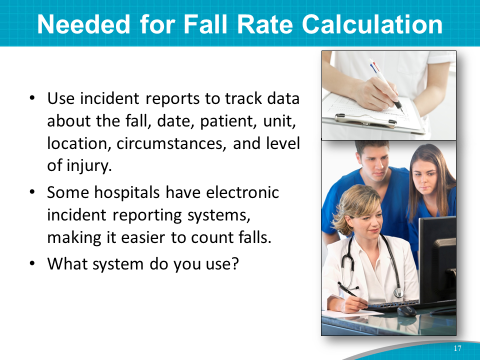 Needed for Fall Rate Calculation
• Use incident reports to track data
about the fall, date, patient, unit,
location, circumstances, and level
of injury.
• Some hospitals have electronic
incident reporting systems,
making it easier to count falls.
• What system do you use?
17